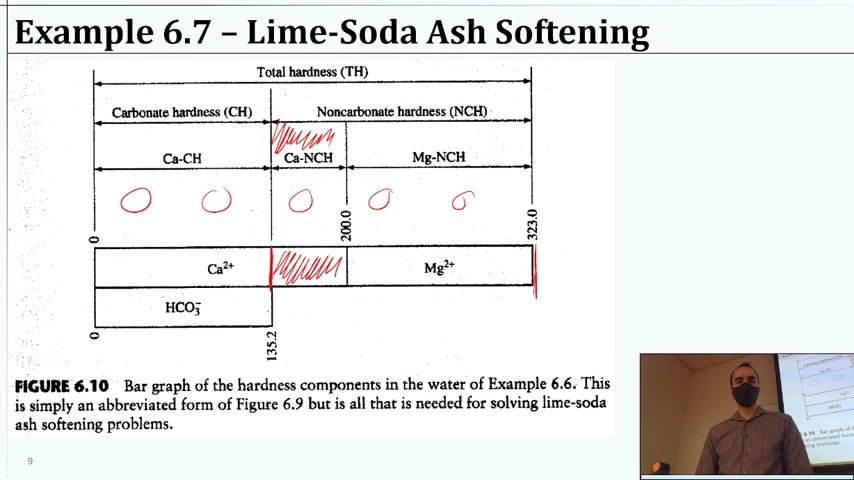 Example 6.7 – Lime-Soda Ash Softening
Total hardness (TH)
Carbonate hardness (CH) Noncarbonate hardness (NCH)
Ca-CH Ca-NCH Mg-NCH
0 200.0 323.0
Ca²⁺ Mg²⁺
HCO₃⁻
0 135.2
FIGURE 6.10 Bar graph of the hardness components in the water of Example 6.6. This
is simply an abbreviated form of Figure 6.9 but is all that is needed for solving lime-soda
ash softening problems.
9